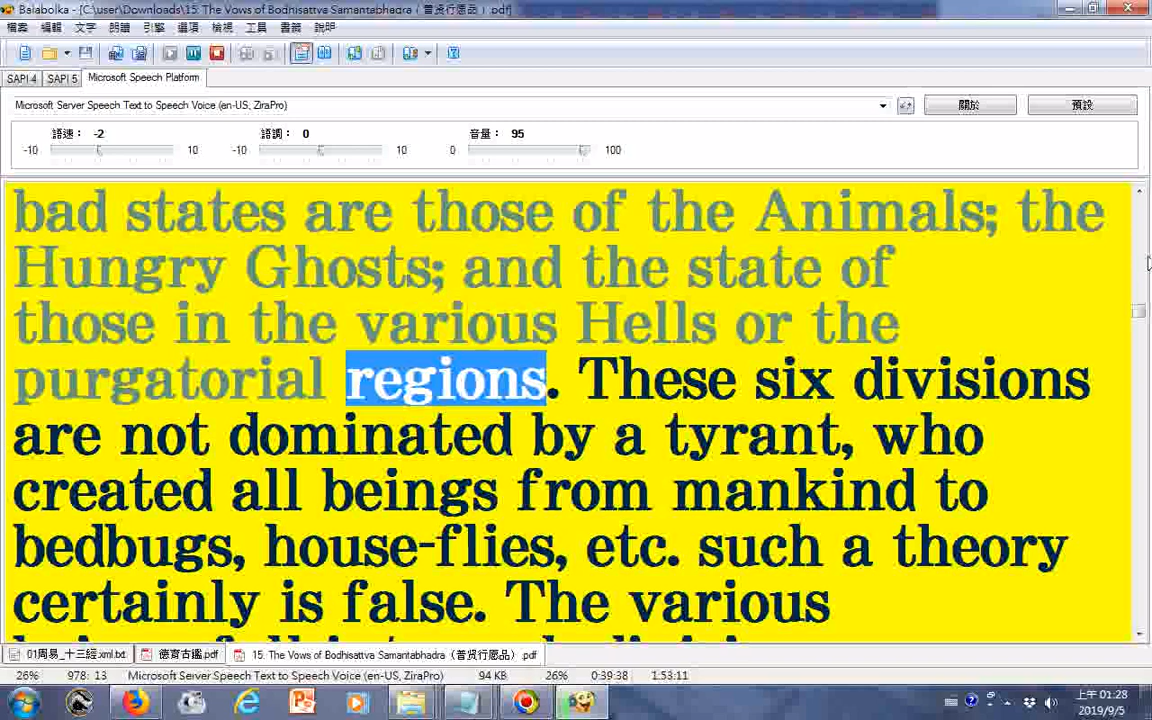 Balabolka - [C:\user\Downloads\15: The Vows of Bodhisattva Samantabhadra（普賢行愿品）.pdf]
檔案 編輯 文字 朗讀 引擎 選項 檢視 工具 書籤 說明
SAPI 4 SAPI 5 Microsoft Speech Platform
Microsoft Server Speech Text to Speech Voice (en-US, ZiraPro) 關於 預設
語速： -2 語調： 0 音量： 95
-10 10 -10 10 0 100
bad states are those of the Animals; the
Hungry Ghosts; and the state of
those in the various Hells or the
purgatorial regions. These six divisions
are not dominated by a tyrant, who
created all beings from mankind to
bedbugs, house-flies, etc. such a theory
certainly is false. The various
01周易_十三經.xml.txt 德育古鑑.pdf 15: The Vows of Bodhisattva Samantabhadra（普賢行愿品）.pdf
26% 978: 13 Microsoft Server Speech Text to Speech Voice (en-US, ZiraPro) 94 KB 26% 0:39:38 1:53:11
上午 01:28
2019/9/5